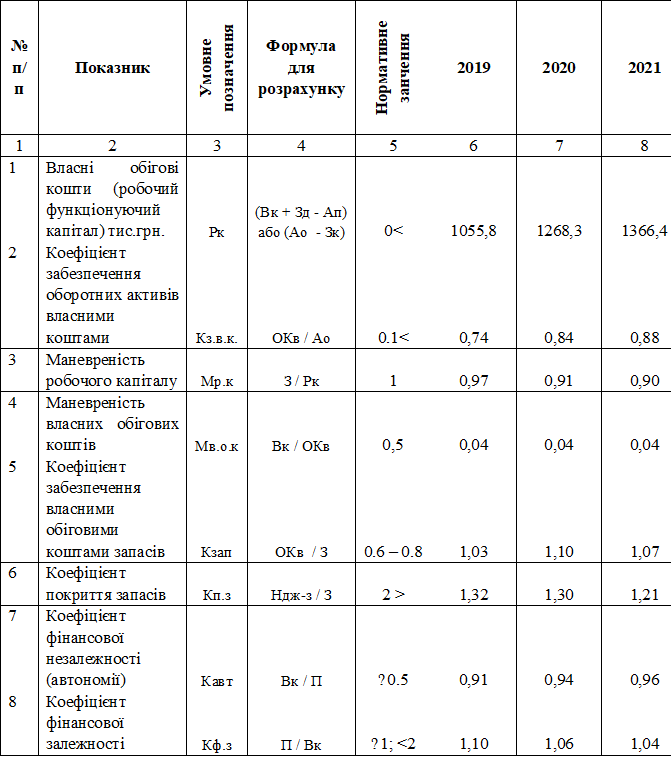 № п/п Показник Умовне позначення Формула для розрахунку Нормативне занчення 2019 2020 2021
1 2 3 4 5 6 7 8
1 Власні обігові
кошти (робочий
функціонуючий (Вк + Зд - Ап)
капітал) тис.грн. Рк або (Ао - Зк) 0< 1055,8 1268,3 1366,4
2 Коефіцієнт
забезпечення
оборотних активів
власними
коштами Кз.в.к. ОКв / Ао 0.1< 0,74 0,84 0,88
3 Маневреність
робочого капіталу Мр.к З / Рк 1 0,97 0,91 0,90
4 Маневреність
власних обігових
коштів Мв.о.к Вк / ОКв 0,5 0,04 0,04 0,04
5 Коефіцієнт
забезпечення
власними
обіговими
коштами запасів Кзап ОКв / З 0.6 – 0.8 1,03 1,10 1,07
6 Коефіцієнт
покриття запасів Кп.з Ндж-з / З 2 > 1,32 1,30 1,21
7 Коефіцієнт
фінансової
незалежності
(автономії) Кавт Вк / П ?0.5 0,91 0,94 0,96
8 Коефіцієнт
фінансової
залежності Кф.з П / Вк ?1; <2 1,10 1,06 1,04